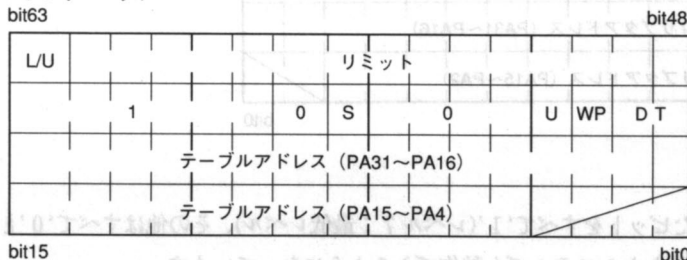 bit63 bit48
L/U リミット
1 0 S 0 U WP D T
テーブルアドレス (PA31〜PA16)
テーブルアドレス (PA15〜PA4)
bit15 bit0